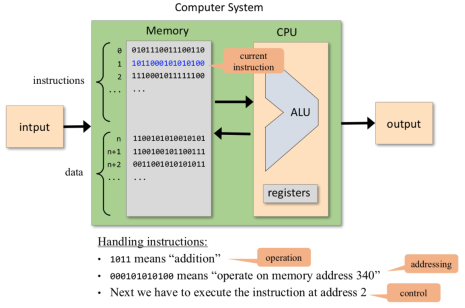 Computer System
Memory
CPU
instructions
0 0101110011100110
1 1011000101010100
2 1110001011111100
... ...
current
instruction
ALU
intput
output
data
n 1100101010010101
n+1 1100100101100111
n+2 0011001010101011
... ...
registers
Handling instructions:
• 1011 means “addition”
operation
• 000101010100 means “operate on memory address 340”
addressing
• Next we have to execute the instruction at address 2
control